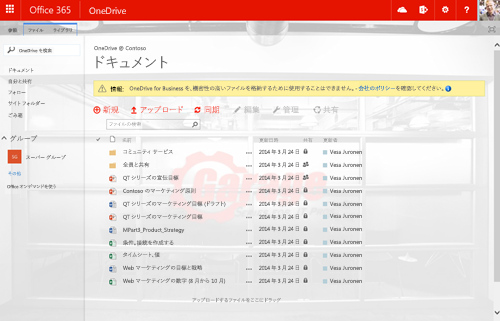 Office 365 OneDrive
参照 ファイル ライブラリ
OneDrive を検索
ドキュメント
自分と共有
フォロー
サイト フォルダー
ごみ箱
グループ
SG スーパー グループ
その他
Office オンデマンドを使う
OneDrive @ Contoso
ドキュメント
情報: OneDrive for Business を、機密性の高いファイルを格納するために使用することはできません。- 会社のポリシーを確認してください。
新規 アップロード 同期 編集 管理 共有
ファイルの検索
名前 更新日時 共有 更新者
コミュニティ サービス 2014 年 3 月 24 日 Vesa Juronen
全員と共有 2014 年 3 月 24 日 Vesa Juronen
QT シリーズの宣伝目標 2014 年 3 月 24 日 Vesa Juronen
Contoso のマーケティング 2014 年 3 月 24 日 Vesa Juronen
QT シリーズのマーケティング目標 (ドラフト) 2014 年 3 月 24 日 Vesa Juronen
QT シリーズのマーケティング目標 2014 年 3 月 24 日 Vesa Juronen
MPart3_Product_Strategy 2014 年 3 月 24 日 Vesa Juronen
条件。接続を作成する 2014 年 3 月 24 日 Vesa Juronen
タイムシート、値 2014 年 3 月 24 日 Vesa Juronen
Web マーケティングの目標と戦略 2014 年 3 月 24 日 Vesa Juronen
Web マーケティングの数字 (8 月から 10 月) 2014 年 3 月 24 日 Vesa Juronen
アップロードするファイルをここにドラッグ